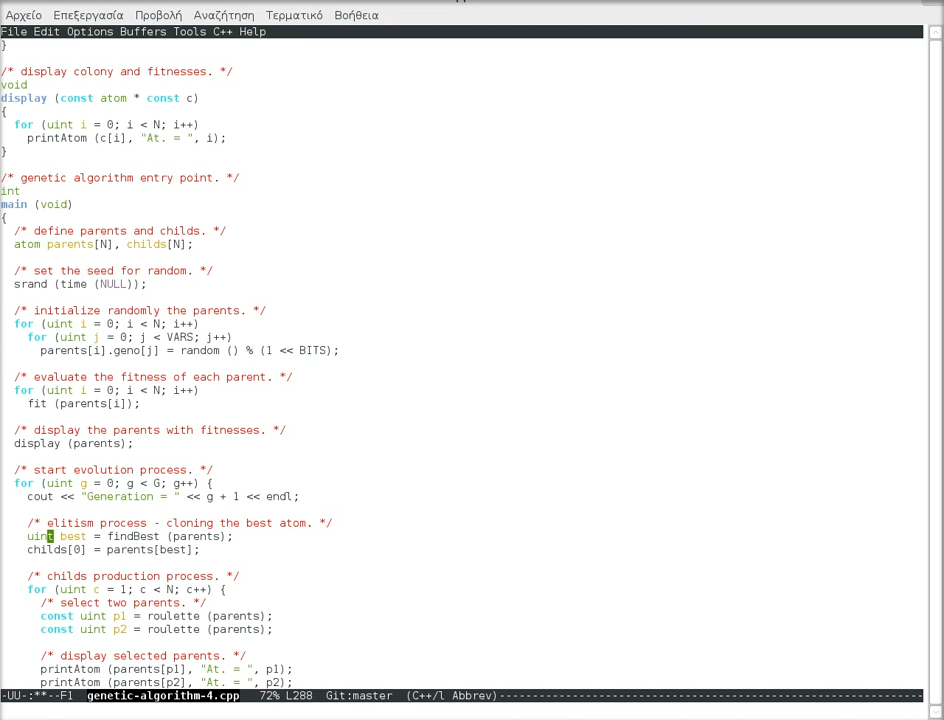 Αρχείο Επεξεργασία Προβολή Αναζήτηση Τερματικό Βοήθεια
File Edit Options Buffers Tools C++ Help
}
/* display colony and fitnesses. */
void
display (const atom * const c)
{
  for (uint i = 0; i < N; i++)
    printAtom (c[i], "At. = ", i);
}
/* genetic algorithm entry point. */
int
main (void)
{
  /* define parents and childs. */
  atom parents[N], childs[N];
  /* set the seed for random. */
  srand (time (NULL));
  /* initialize randomly the parents. */
  for (uint i = 0; i < N; i++)
    for (uint j = 0; j < VARS; j++)
      parents[i].geno[j] = random () % (1 << BITS);
  /* evaluate the fitness of each parent. */
  for (uint i = 0; i < N; i++)
    fit (parents[i]);
  /* display the parents with fitnesses. */
  display (parents);
  /* start evolution process. */
  for (uint g = 0; g < G; g++) {
    cout << "Generation = " << g + 1 << endl;
    /* elitism process - cloning the best atom. */
    uint best = findBest (parents);
    childs[0] = parents[best];
    /* childs production process. */
    for (uint c = 1; c < N; c++) {
      /* select two parents. */
      const uint p1 = roulette (parents);
      const uint p2 = roulette (parents);
      /* display selected parents. */
      printAtom (parents[p1], "At. = ", p1);
      printAtom (parents[p2], "At. = ", p2);
-UU-:**--F1  genetic-algorithm-4.cpp   72% L288  Git:master  (C++/l Abbrev)----------------------------------------------------------------